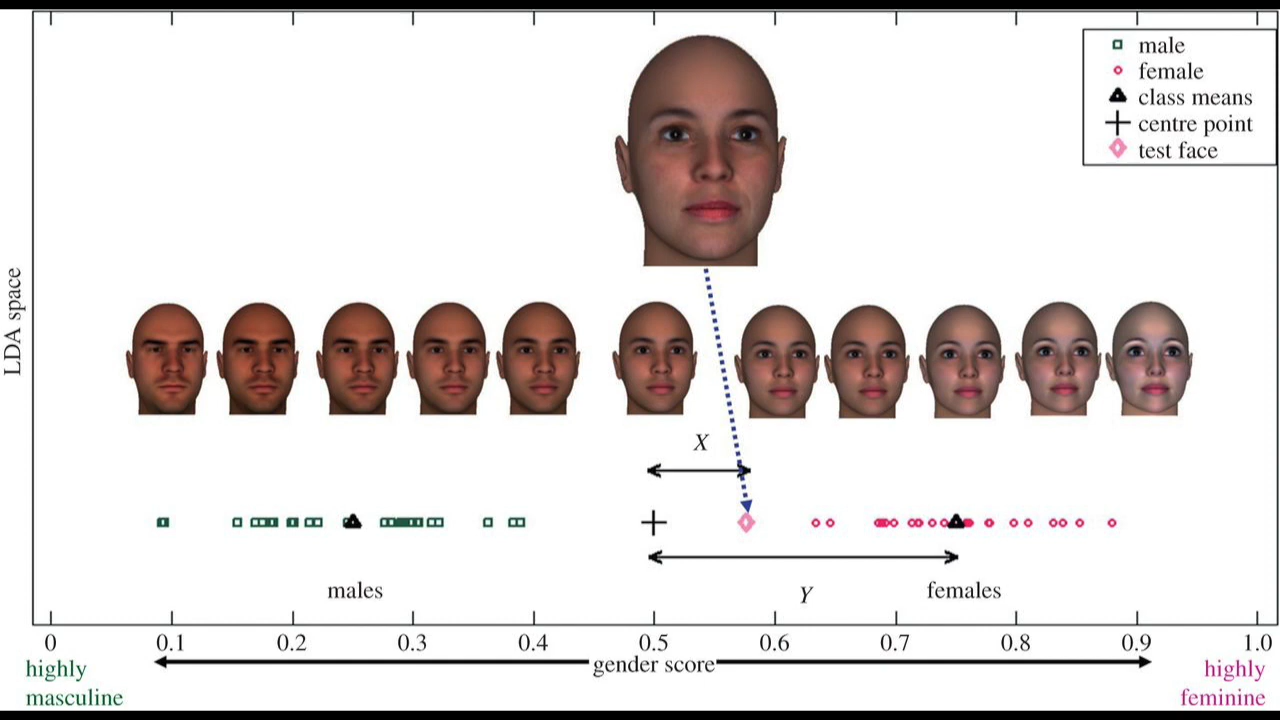 male
female
class means
centre point
test face
LDA space
X
males
Y
females
0 0.1 0.2 0.3 0.4 0.5 0.6 0.7 0.8 0.9 1.0
highly
masculine
gender score
highly
feminine